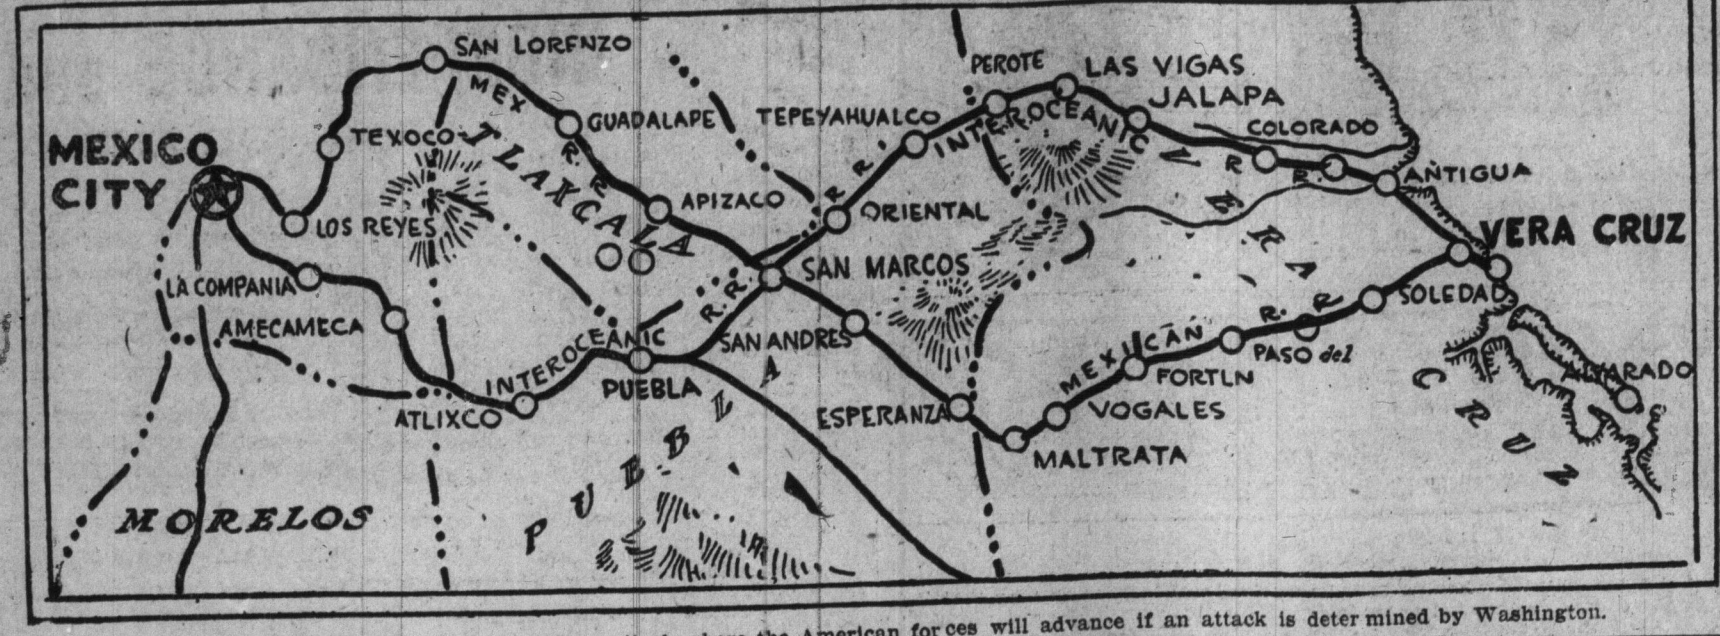 SAN LORENZO
MEX
R. R.
MEXICO
CITY
TEXOCO
GUADALAPE
TLAXCALA
TEPEYAHUALCO
PEROTE
LAS VIGAS
JALAPA
COLORADO
INTEROCEANIC
R. R.
R. R.
ANTIGUA
LOS REYES
APIZACO
ORIENTAL
VERA CRUZ
VERA
CRUZ
SAN MARCOS
LA COMPANIA
AMECAMECA
R. R.
SAN ANDRES
SOLEDAD
INTEROCEANIC
PUEBLA
MEXICAN R. R.
PASO del
FORTLN
ALVARADO
ATLIXCO
ESPERANZA
VOGALES
MALTRATA
PUEBLA
MORELOS
the American forces will advance if an attack is determined by Washington.